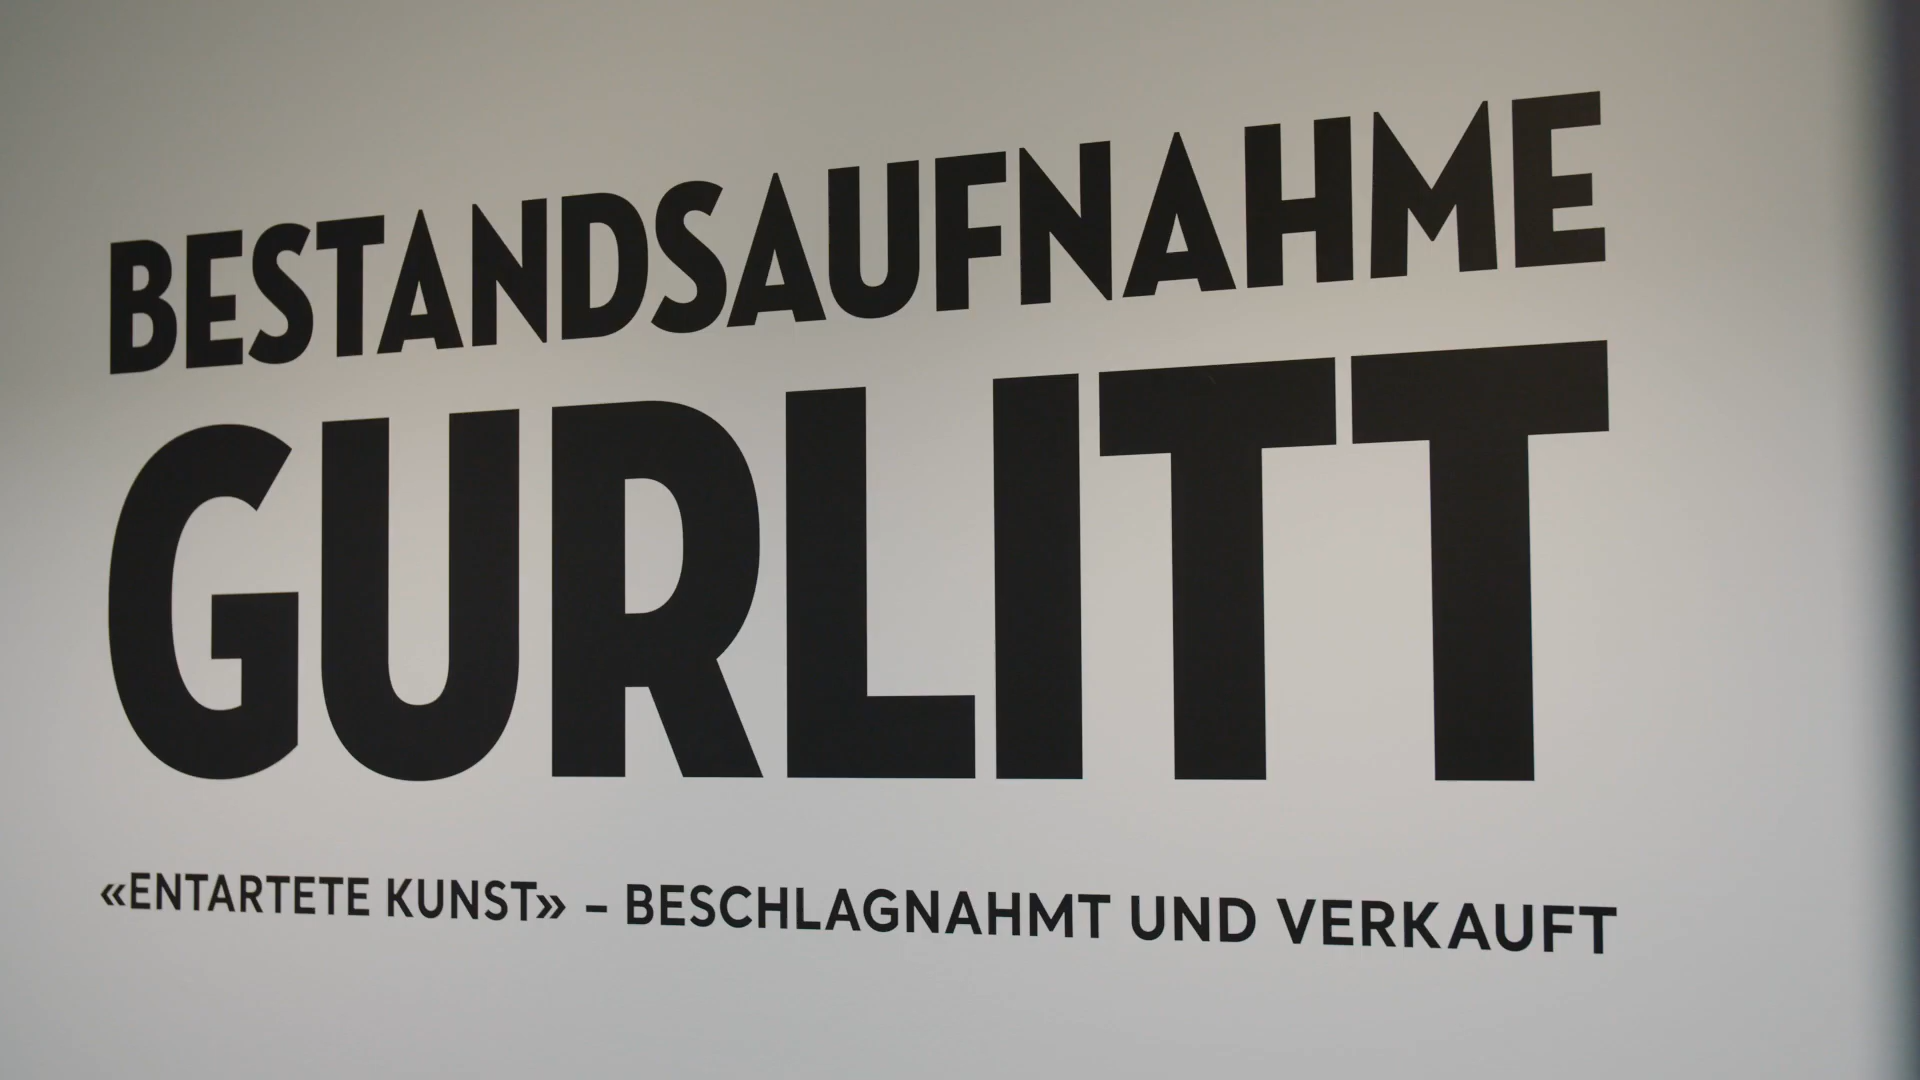 BESTANDSAUFNAHME
GURLITT
«ENTARTETE KUNST» – BESCHLAGNAHMT UND VERKAUFT